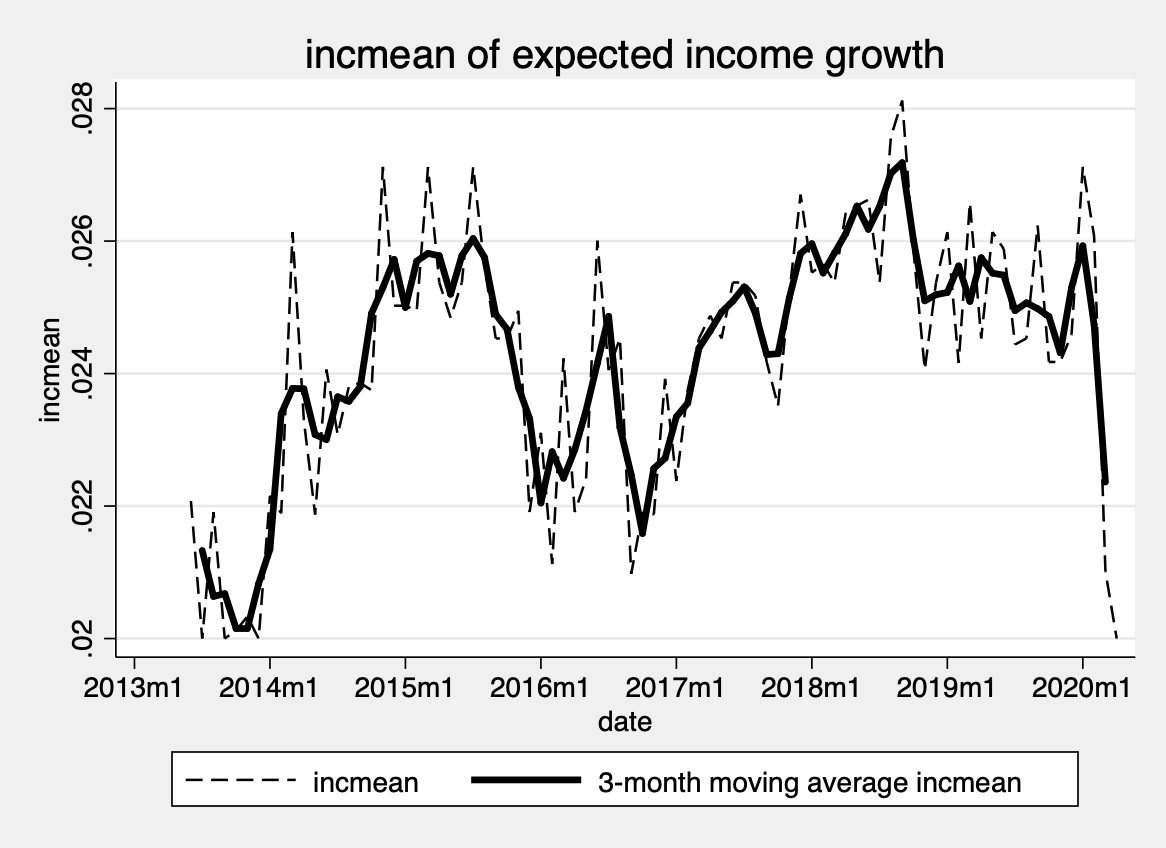 incmean of expected income growth
.028
.026
.024
.022
.02
incmean
2013m1 2014m1 2015m1 2016m1 2017m1 2018m1 2019m1 2020m1
date
incmean 3-month moving average incmean